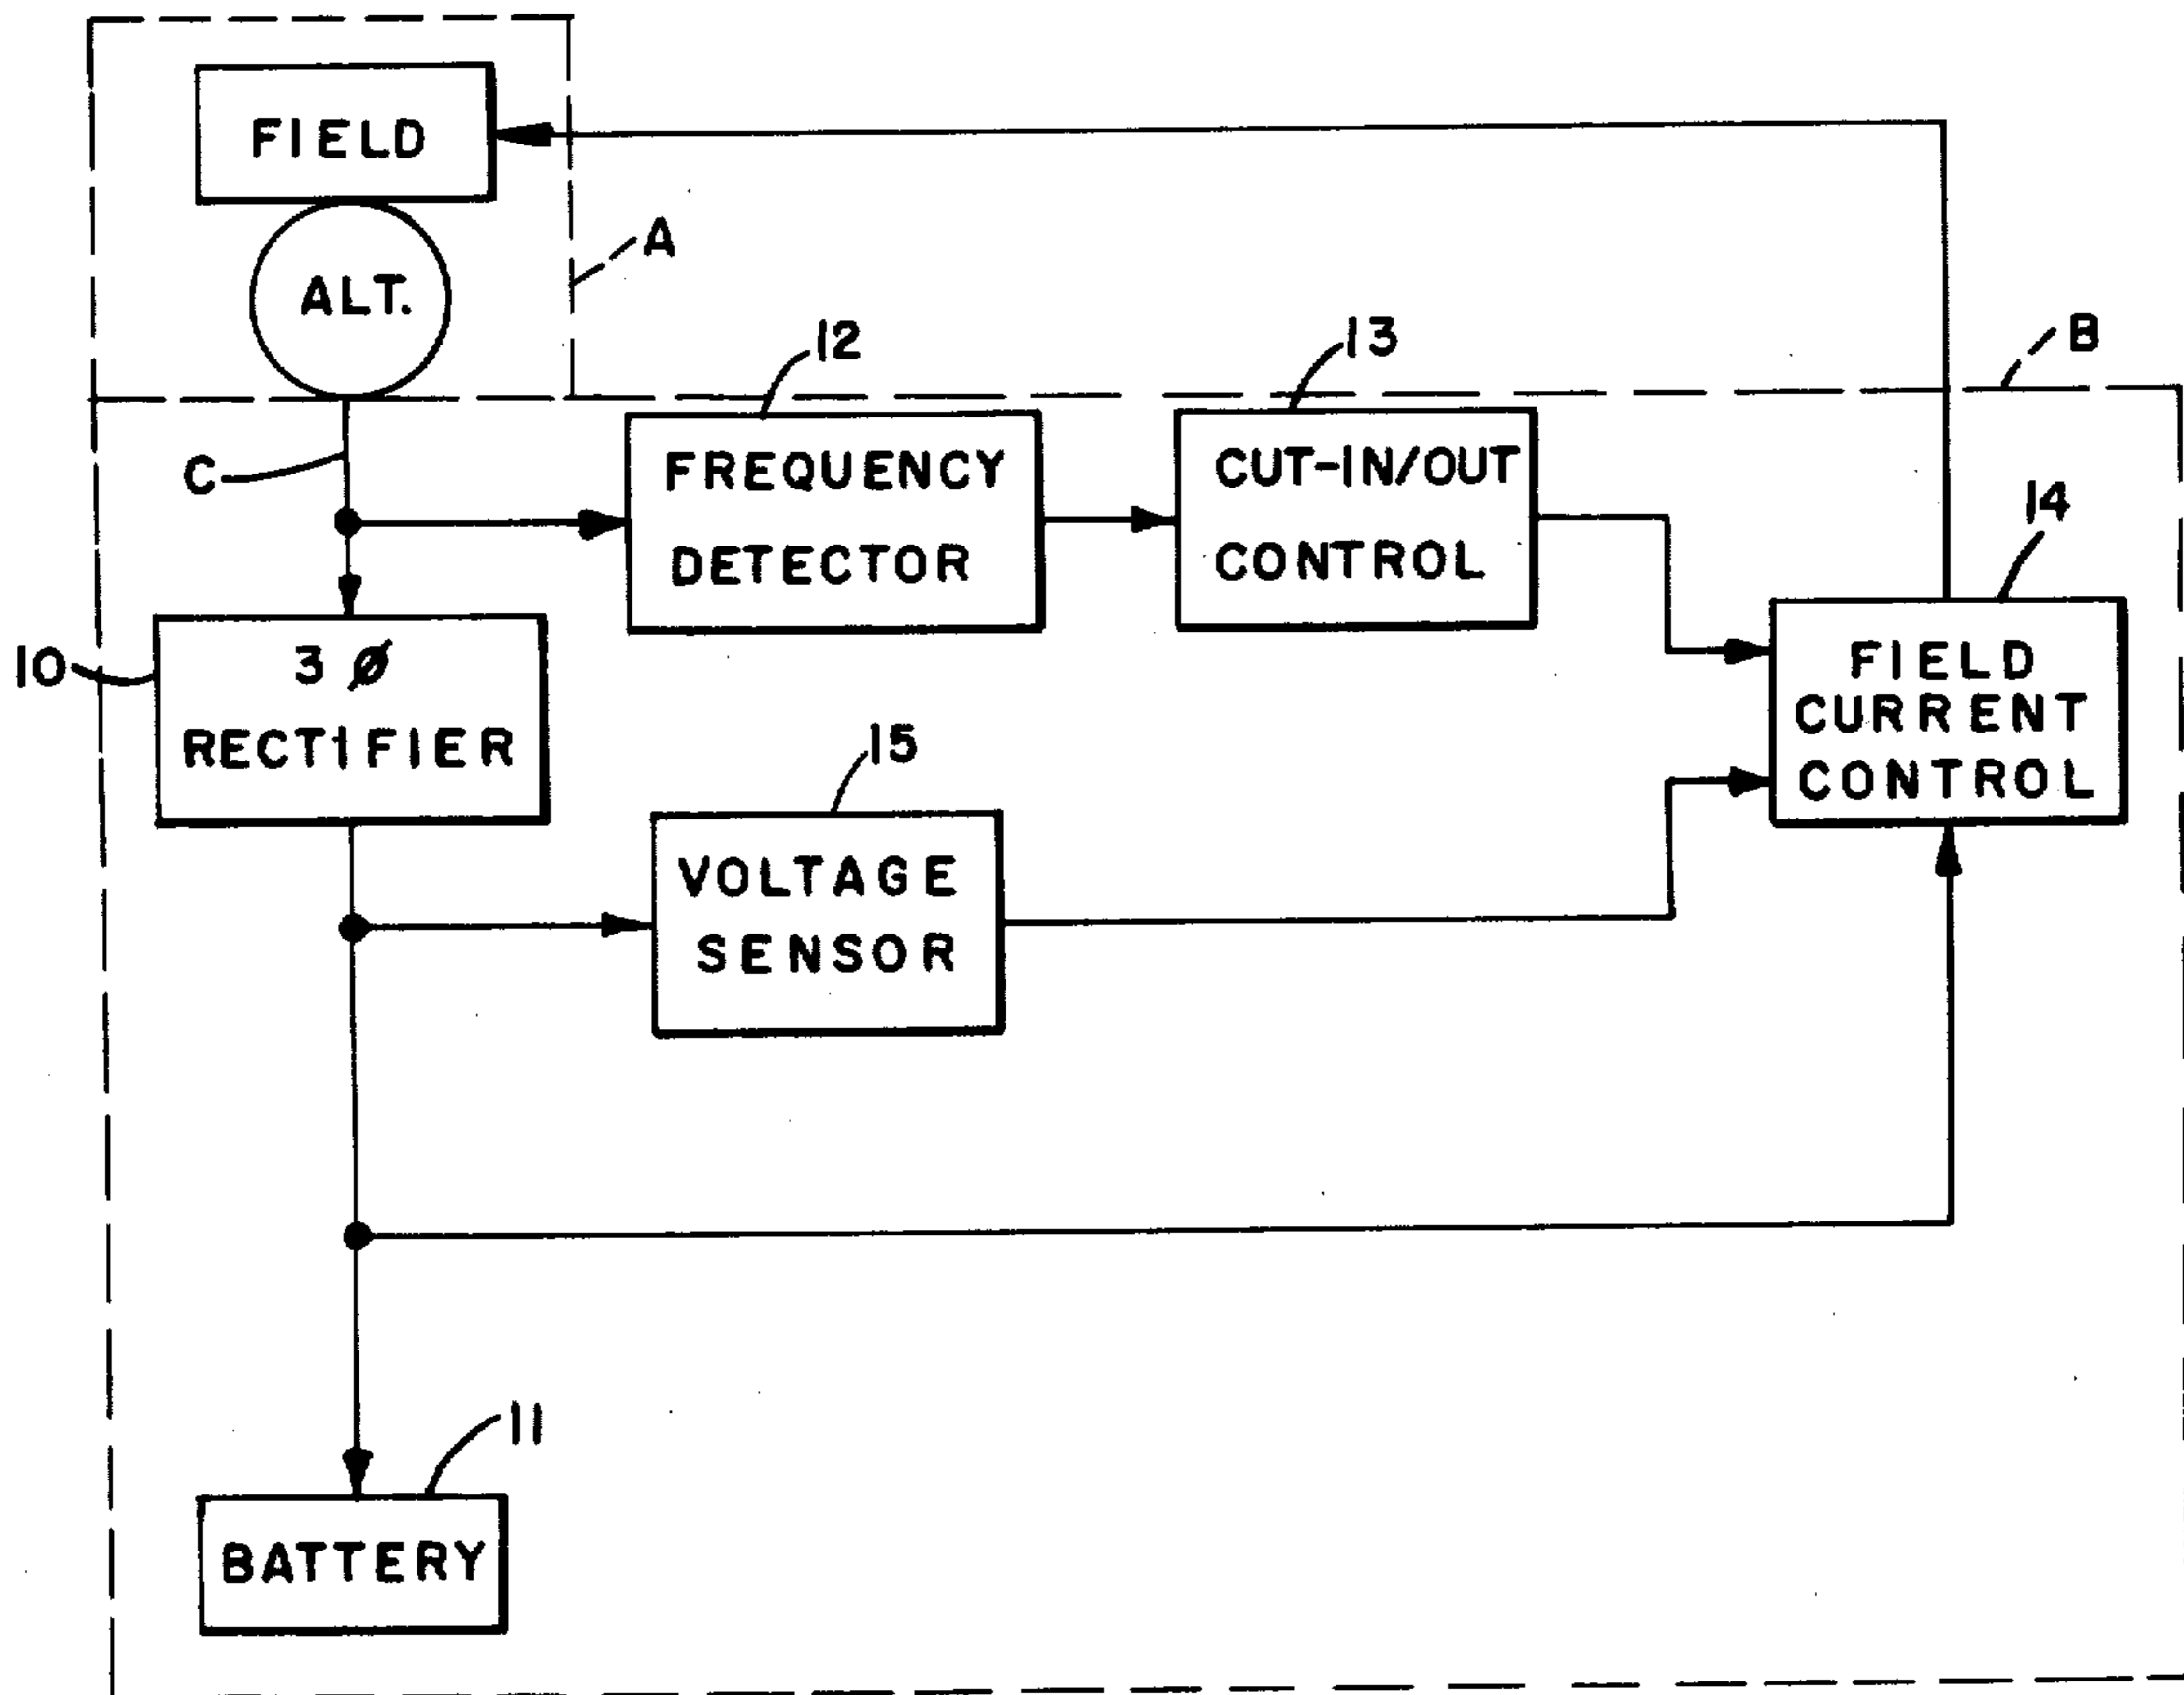 FIELD
ALT.
A
B
C
12
FREQUENCY
DETECTOR
13
CUT-IN/OUT
CONTROL
14
FIELD
CURRENT
CONTROL
10
3 Ø
RECTIFIER
15
VOLTAGE
SENSOR
11
BATTERY